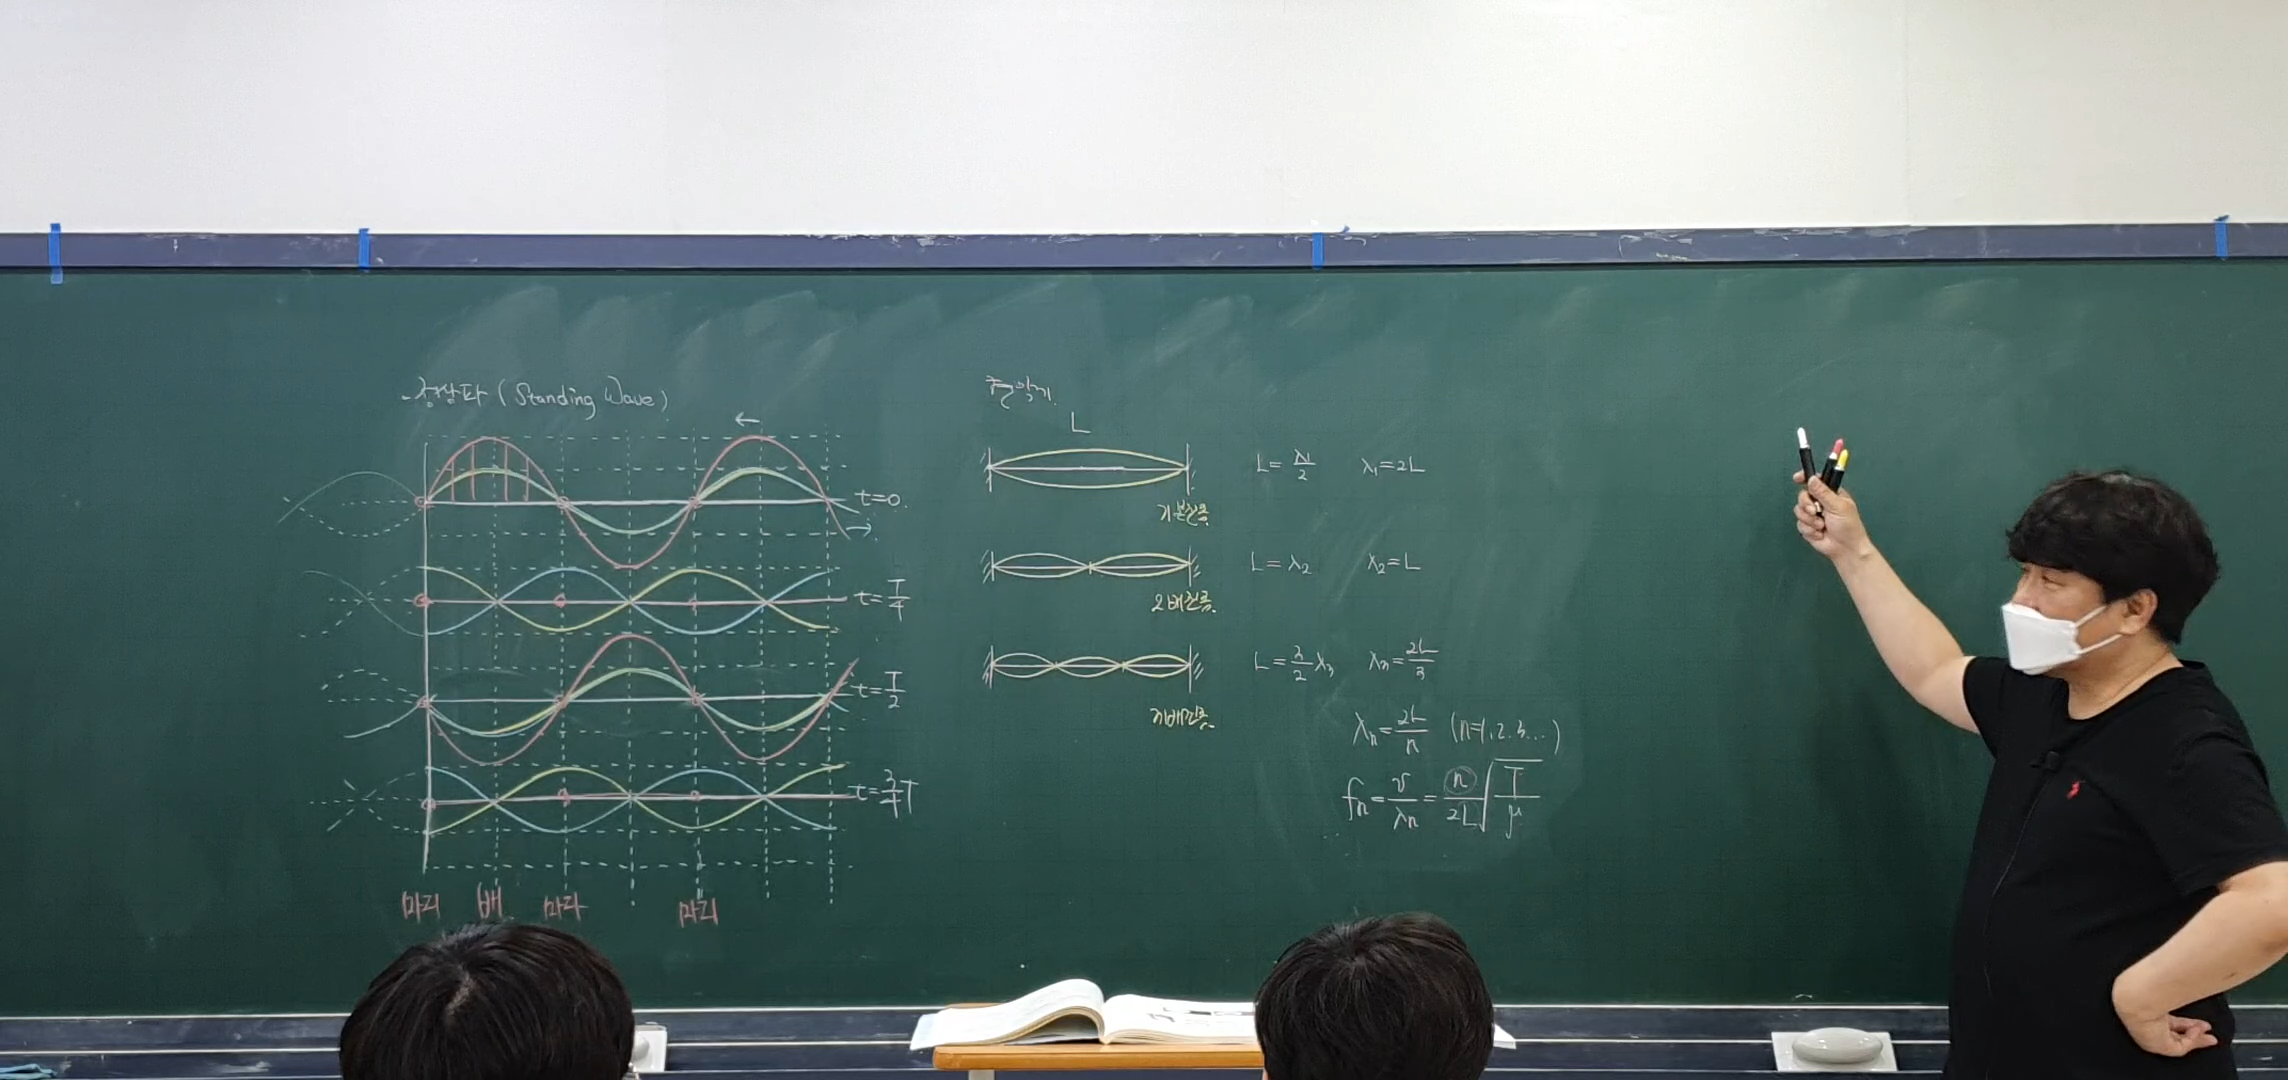 정상파 (Standing Wave)
←
t=0
→
t=T/4
t=T/2
t=3/4T
마디 배 마디 마디
현악기
L
L=λ₁/2 λ₁=2L
기본진동
L=λ₂ λ₂=L
2배진동
L=3/2λ₃ λ₃=2L/3
3배진동
λn=2L/n (n=1,2,3...)
fn=v/λn=n/2L√T/μ